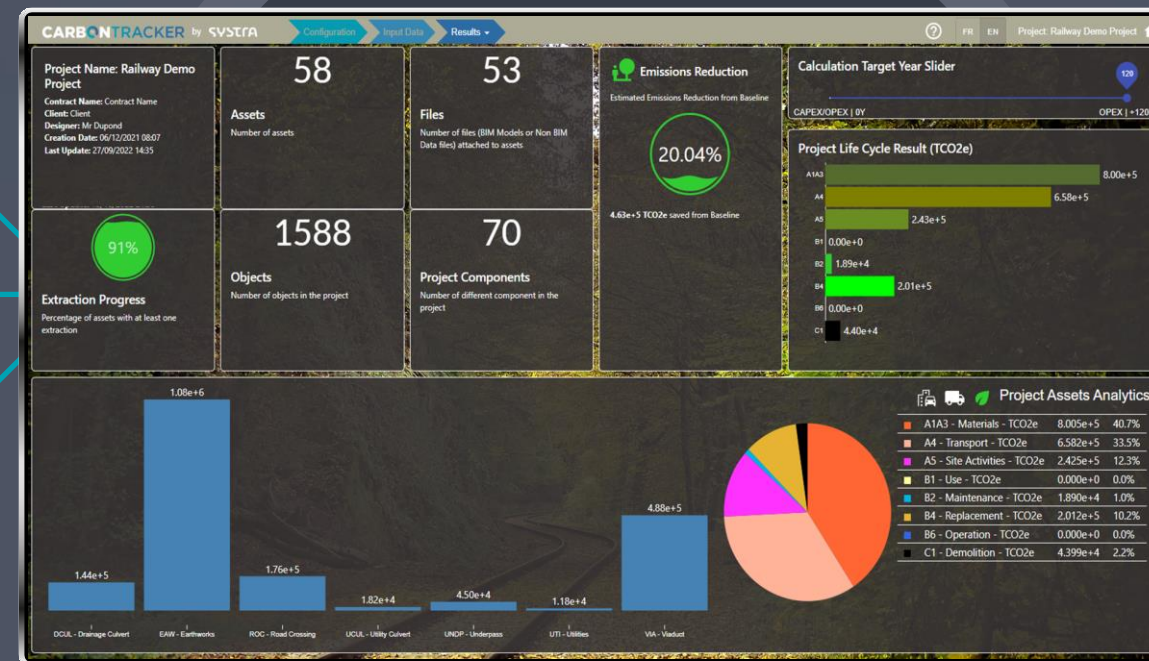 CARBONTRACKER by SYSTRA
Configuration
Input Data
Results
?
FR
EN
Project: Railway Demo Project
Project Name: Railway Demo
Project
Contract Name: Contract Name
Client: Client
Designer: Mr Dupond
Creation Date: 06/12/2021 08:07
Last Update: 27/09/2022 14:35
58
Assets
Number of assets
53
Files
Number of files (BIM Models or Non BIM
Data files) attached to assets
Emissions Reduction
Estimated Emissions Reduction from Baseline
20.04%
4.63e+5 TCO2e saved from Baseline
Calculation Target Year Slider
120
CAPEX/OPEX | 0Y
OPEX | +120
91%
Extraction Progress
Percentage of assets with at least one
extraction
1588
Objects
Number of objects in the project
70
Project Components
Number of different component in the
project
Project Life Cycle Result (TCO2e)
A1A3 8.00e+5
A4 6.58e+5
A5 2.43e+5
B1 0.00e+0
B2 1.89e+4
B4 2.01e+5
B6 0.00e+0
C1 4.40e+4
1.44e+5
1.08e+6
1.76e+5
1.82e+4
4.50e+4
1.18e+4
4.88e+5
DCUL - Drainage Culvert
EAW - Earthworks
ROC - Road Crossing
UCUL - Utility Culvert
UNDP - Underpass
UTI - Utilities
VIA - Viaduct
Project Assets Analytics
A1A3 - Materials - TCO2e 8.005e+5 40.7%
A4 - Transport - TCO2e 6.582e+5 33.5%
A5 - Site Activities - TCO2e 2.425e+5 12.3%
B1 - Use - TCO2e 0.000e+0 0.0%
B2 - Maintenance - TCO2e 1.890e+4 1.0%
B4 - Replacement - TCO2e 2.012e+5 10.2%
B6 - Operation - TCO2e 0.000e+0 0.0%
C1 - Demolition - TCO2e 4.399e+4 2.2%